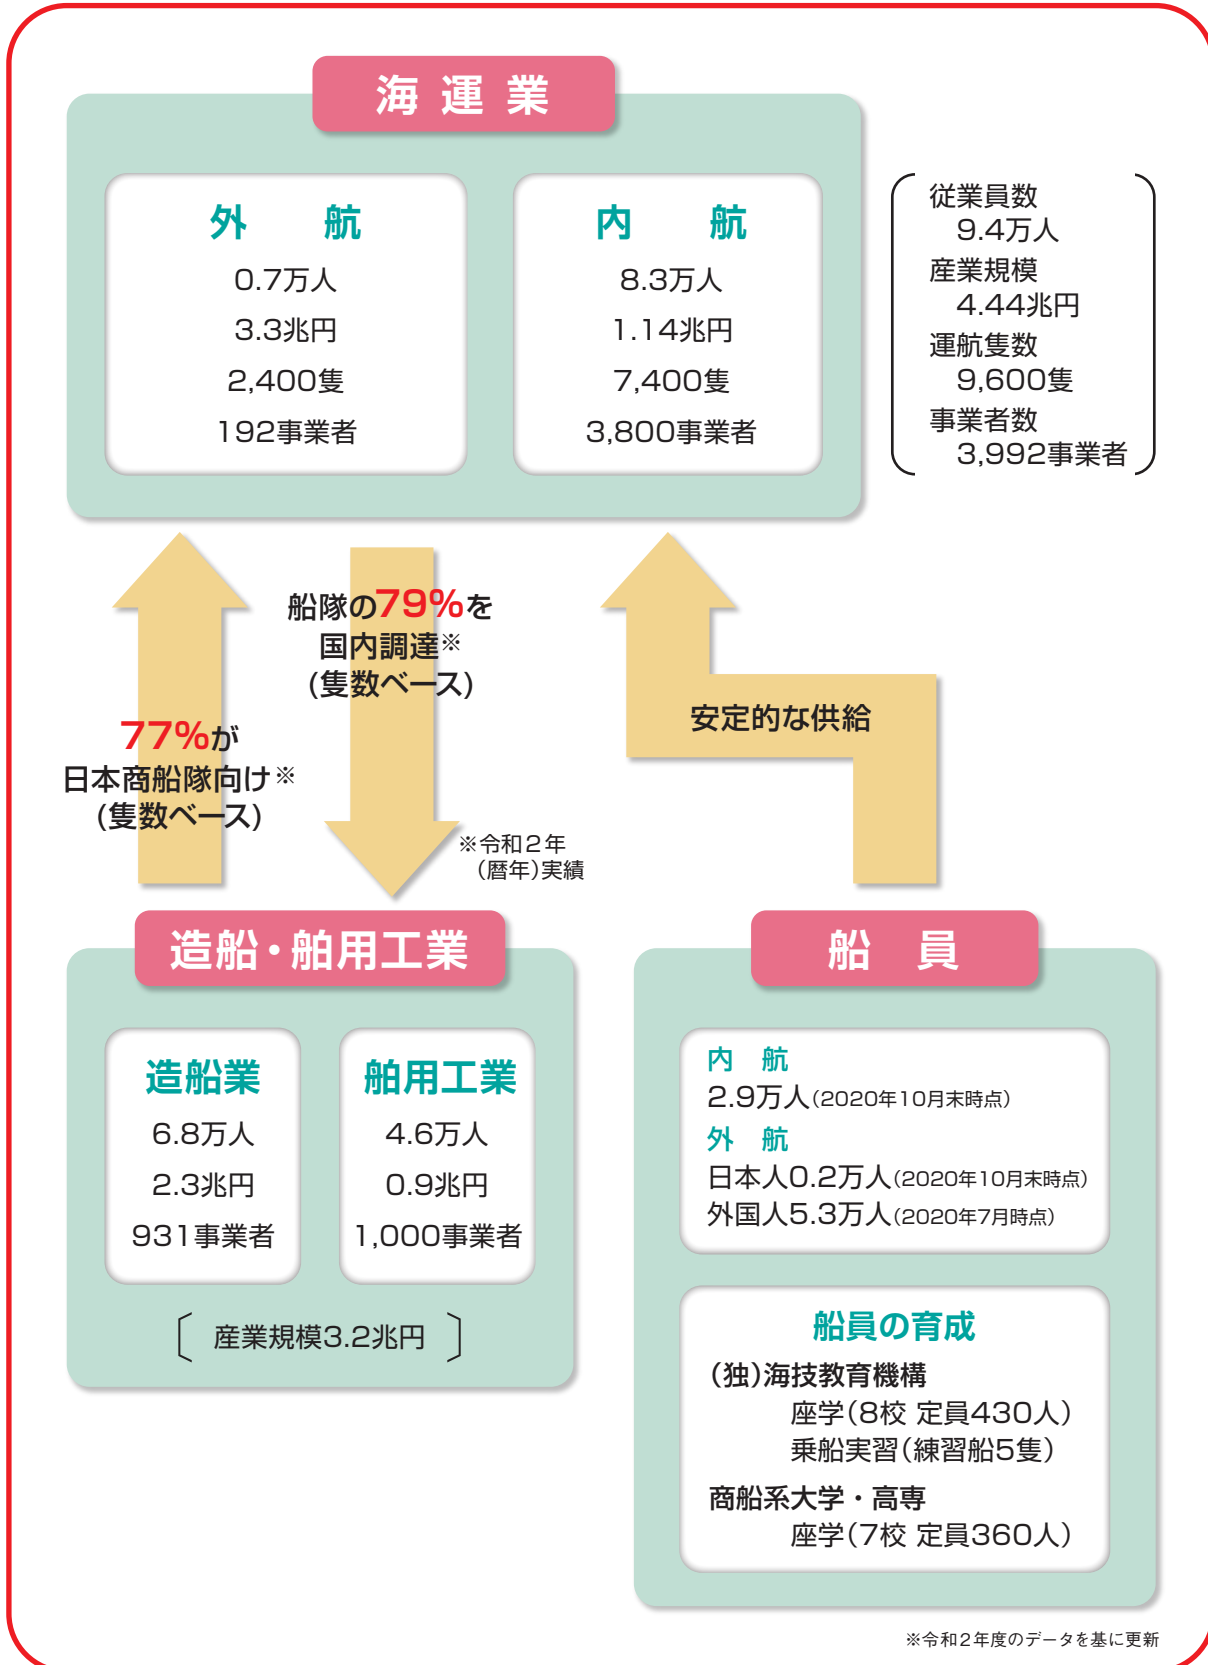 海運業
外　航
0.7万人
3.3兆円
2,400隻
192事業者
内　航
8.3万人
1.14兆円
7,400隻
3,800事業者
従業員数
9.4万人
産業規模
4.44兆円
運航隻数
9,600隻
事業者数
3,992事業者
船隊の79%を
国内調達※
(隻数ベース)
77%が
日本商船隊向け※
(隻数ベース)
※令和2年
(暦年)実績
安定的な供給
造船・舶用工業
造船業
6.8万人
2.3兆円
931事業者
舶用工業
4.6万人
0.9兆円
1,000事業者
〔 産業規模3.2兆円 〕
船　員
内　航
2.9万人(2020年10月末時点)
外　航
日本人0.2万人(2020年10月末時点)
外国人5.3万人(2020年7月時点)
船員の育成
(独)海技教育機構
座学(8校 定員430人)
乗船実習(練習船5隻)
商船系大学・高専
座学(7校 定員360人)
※令和2年度のデータを基に更新